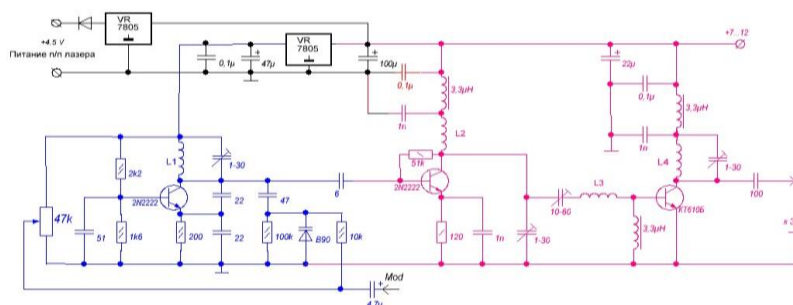 VR
7805
+4.5 V
Питание п/п лазера
0,1μ
47μ
VR
7805
100μ
0,1μ
3,3μH
1n
L2
22μ
+7...12
0,1μ
3,3μH
1n
L4
1-30
100
L1
1-30
2k2
2N2222
47k
51
1k6
200
22
22
47
100k
B90
10k
6
51k
2N2222
120
1n
1-30
10-60
L3
3,3μH
КТ610Б
Mod
4,7μ